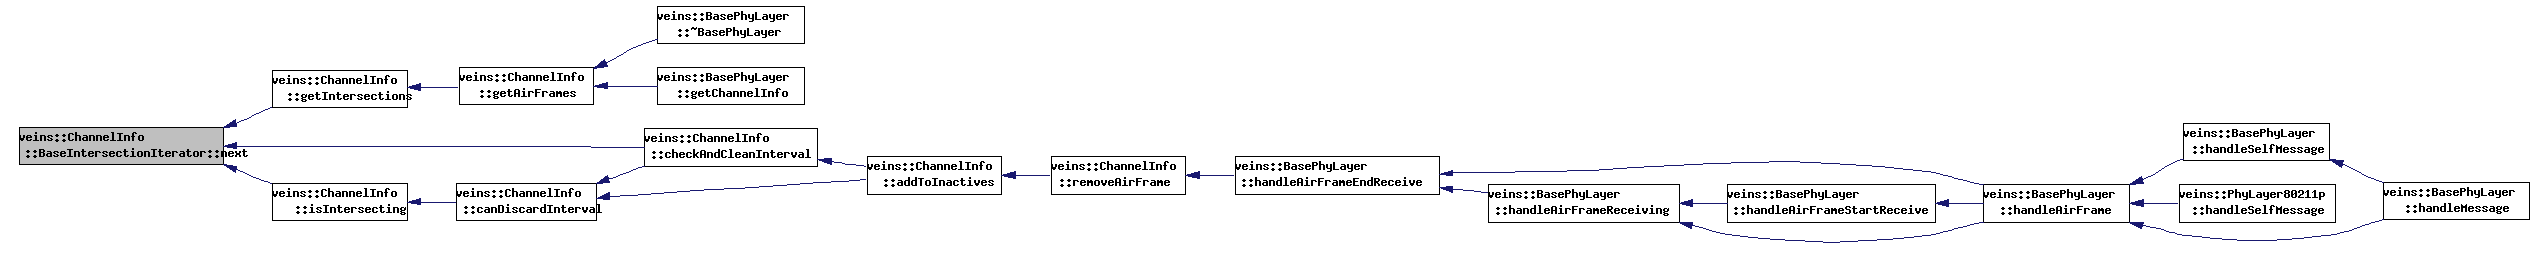 veins::BasePhyLayer
::~BasePhyLayer
veins::ChannelInfo
::getIntersections
veins::ChannelInfo
::getAirFrames
veins::BasePhyLayer
::getChannelInfo
veins::ChannelInfo
::BaseIntersectionIterator::next
veins::ChannelInfo
::checkAndCleanInterval
veins::ChannelInfo
::isIntersecting
veins::ChannelInfo
::canDiscardInterval
veins::ChannelInfo
::addToInactives
veins::ChannelInfo
::removeAirFrame
veins::BasePhyLayer
::handleAirFrameEndReceive
veins::BasePhyLayer
::handleAirFrameReceiving
veins::BasePhyLayer
::handleAirFrameStartReceive
veins::BasePhyLayer
::handleAirFrame
veins::BasePhyLayer
::handleSelfMessage
veins::PhyLayer80211p
::handleSelfMessage
veins::BasePhyLayer
::handleMessage